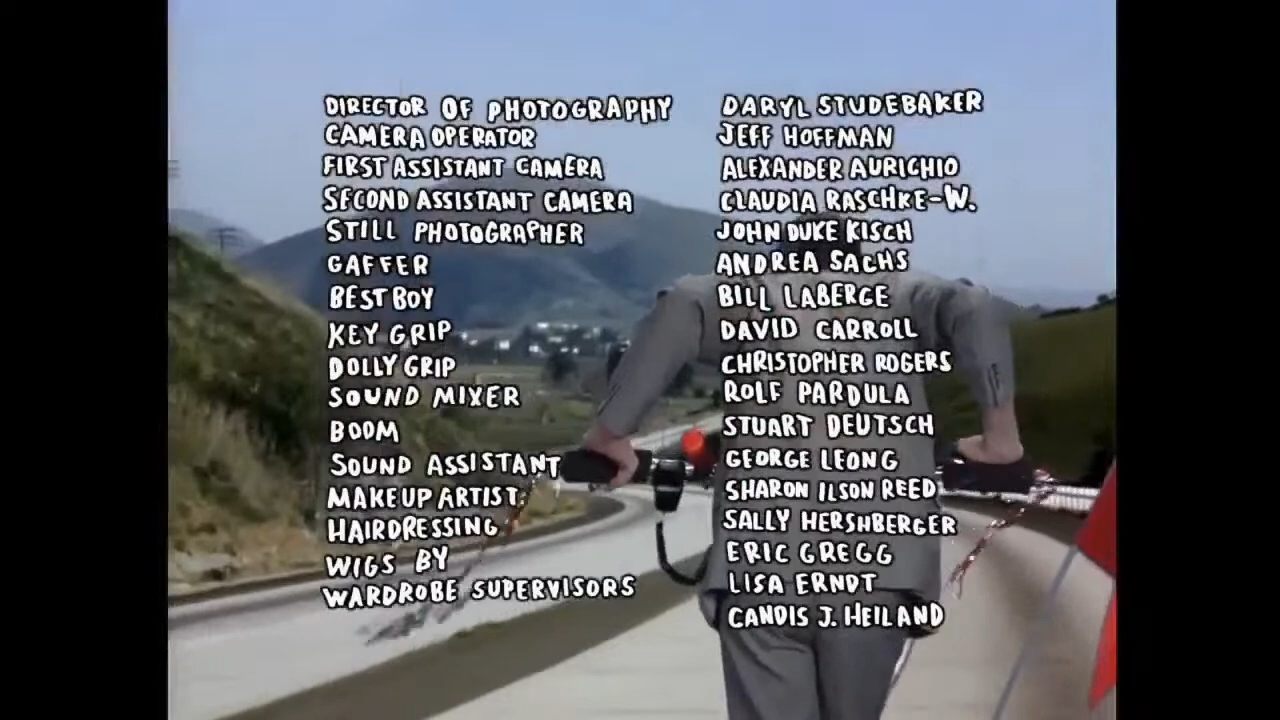 DIRECTOR OF PHOTOGRAPHY DARYL STUDEBAKER
CAMERA OPERATOR JEFF HOFFMAN
FIRST ASSISTANT CAMERA ALEXANDER AURICHIO
SECOND ASSISTANT CAMERA CLAUDIA RASCHKE-W.
STILL PHOTOGRAPHER JOHN DUKE KISCH
GAFFER ANDREA SACHS
BEST BOY BILL LABERGE
KEY GRIP DAVID CARROLL
DOLLY GRIP CHRISTOPHER ROGERS
SOUND MIXER ROLF PARDULA
BOOM STUART DEUTSCH
SOUND ASSISTANT GEORGE LEONG
MAKEUP ARTIST SHARON ILSON REED
HAIRDRESSING SALLY HERSHBERGER
WIGS BY ERIC GREGG
WARDROBE SUPERVISORS LISA ERNDT
CANDIS J. HEILAND